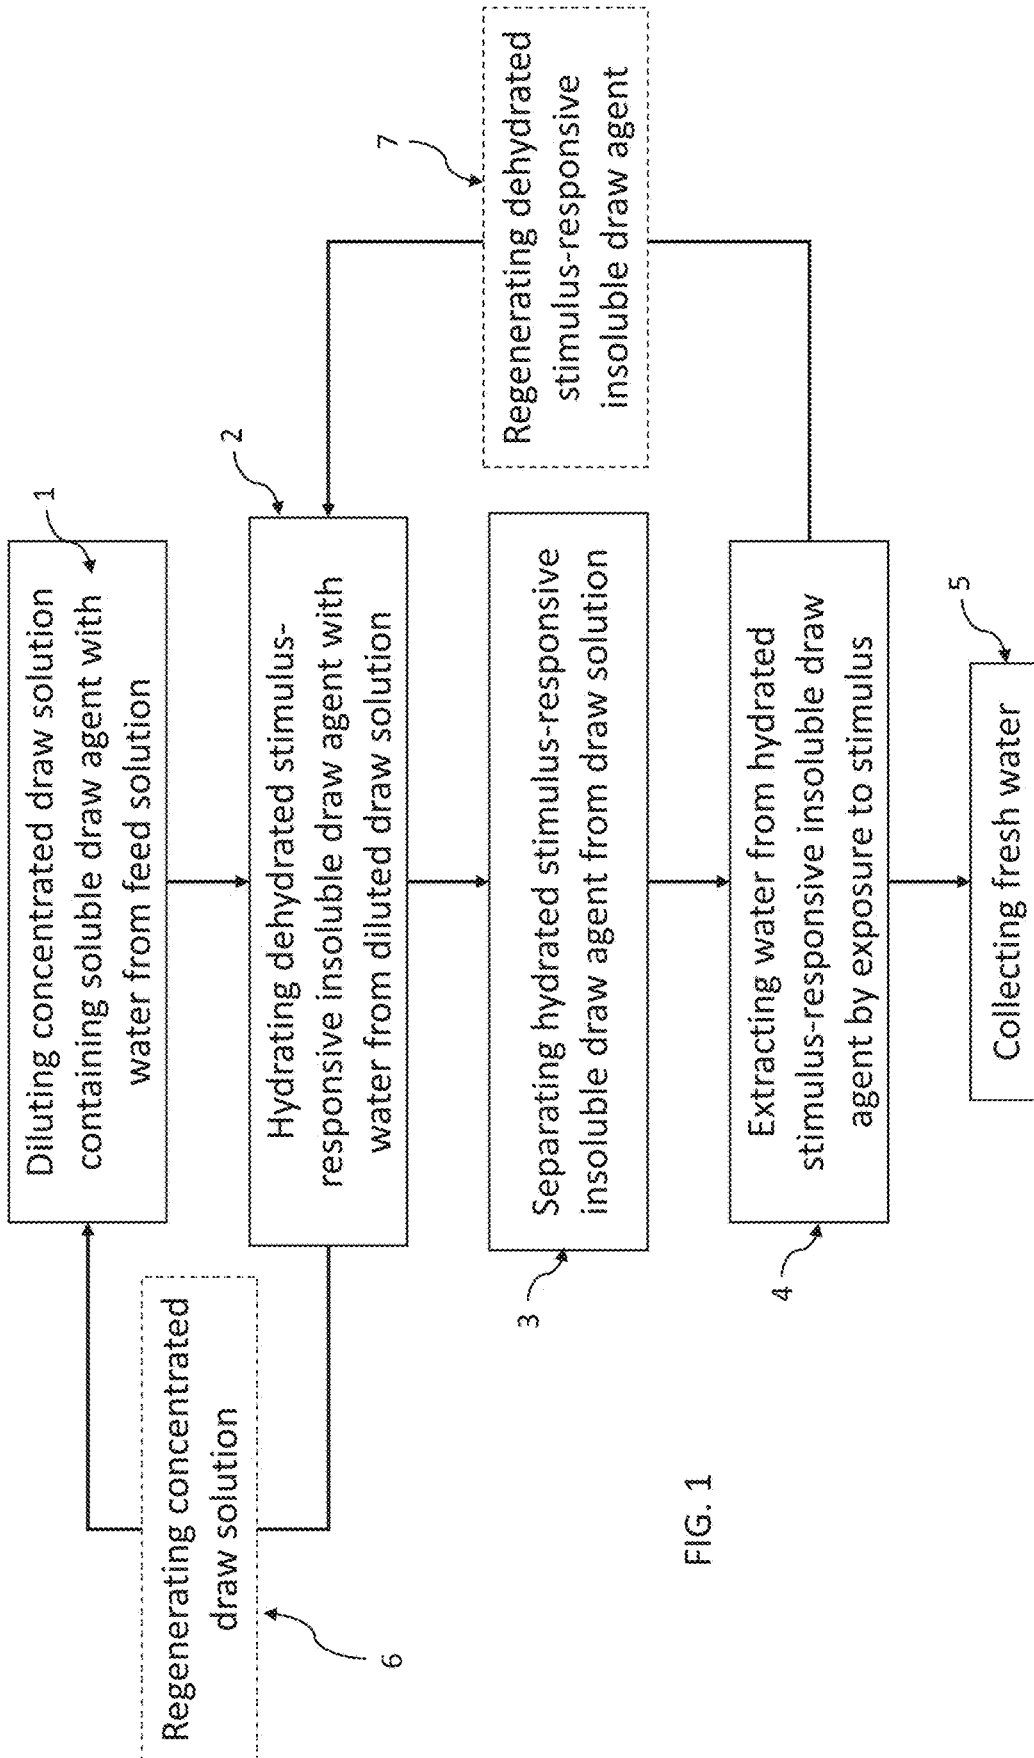 Diluting concentrated draw solution
containing soluble draw agent with
water from feed solution
1
Hydrating dehydrated stimulus-
responsive insoluble draw agent with
water from diluted draw solution
2
Separating hydrated stimulus-responsive
insoluble draw agent from draw solution
3
Extracting water from hydrated
stimulus-responsive insoluble draw
agent by exposure to stimulus
4
Collecting fresh water
5
Regenerating concentrated
draw solution
6
Regenerating dehydrated
stimulus-responsive
insoluble draw agent
7
FIG. 1